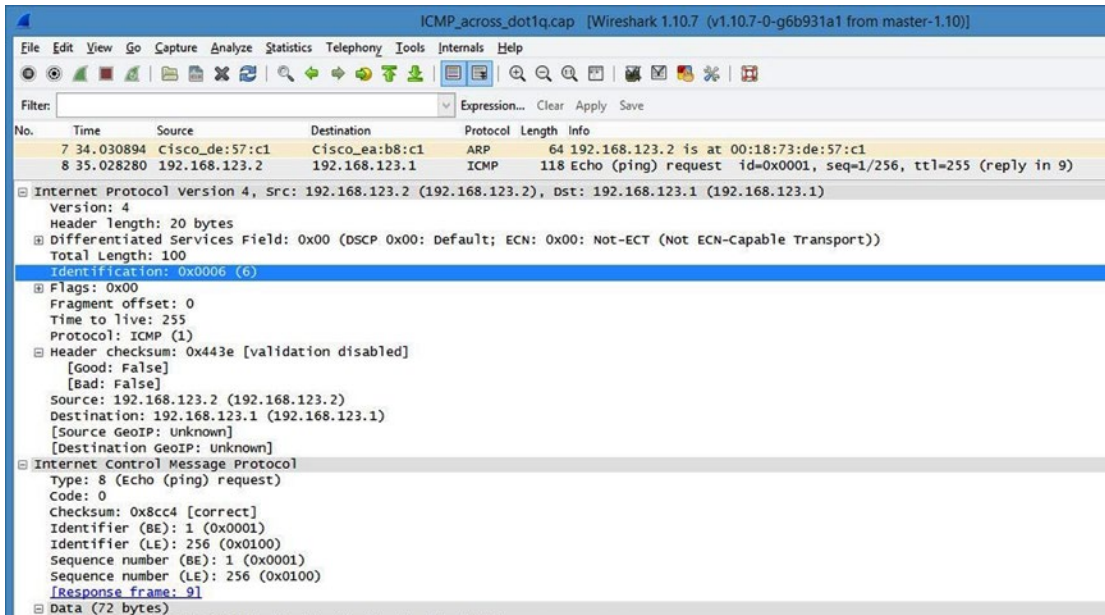 ICMP_across_dot1q.cap [Wireshark 1.10.7 (v1.10.7-0-g6b931a1 from master-1.10)]
File Edit View Go Capture Analyze Statistics Telephony Tools Internals Help
Filter: Expression... Clear Apply Save
No. Time Source Destination Protocol Length Info
7 34.030894 Cisco_de:57:c1 Cisco_ea:b8:c1 ARP 64 192.168.123.2 is at 00:18:73:de:57:c1
8 35.028280 192.168.123.2 192.168.123.1 ICMP 118 Echo (ping) request id=0x0001, seq=1/256, ttl=255 (reply in 9)
Internet Protocol Version 4, Src: 192.168.123.2 (192.168.123.2), Dst: 192.168.123.1 (192.168.123.1)
Version: 4
Header length: 20 bytes
Differentiated Services Field: 0x00 (DSCP 0x00: Default; ECN: 0x00: Not-ECT (Not ECN-Capable Transport))
Total Length: 100
Identification: 0x0006 (6)
Flags: 0x00
Fragment offset: 0
Time to live: 255
Protocol: ICMP (1)
Header checksum: 0x443e [validation disabled]
[Good: False]
[Bad: False]
Source: 192.168.123.2 (192.168.123.2)
Destination: 192.168.123.1 (192.168.123.1)
[Source GeoIP: Unknown]
[Destination GeoIP: Unknown]
Internet Control Message Protocol
Type: 8 (Echo (ping) request)
Code: 0
Checksum: 0x8cc4 [correct]
Identifier (BE): 1 (0x0001)
Identifier (LE): 256 (0x0100)
Sequence number (BE): 1 (0x0001)
Sequence number (LE): 256 (0x0100)
[Response frame: 9]
Data (72 bytes)